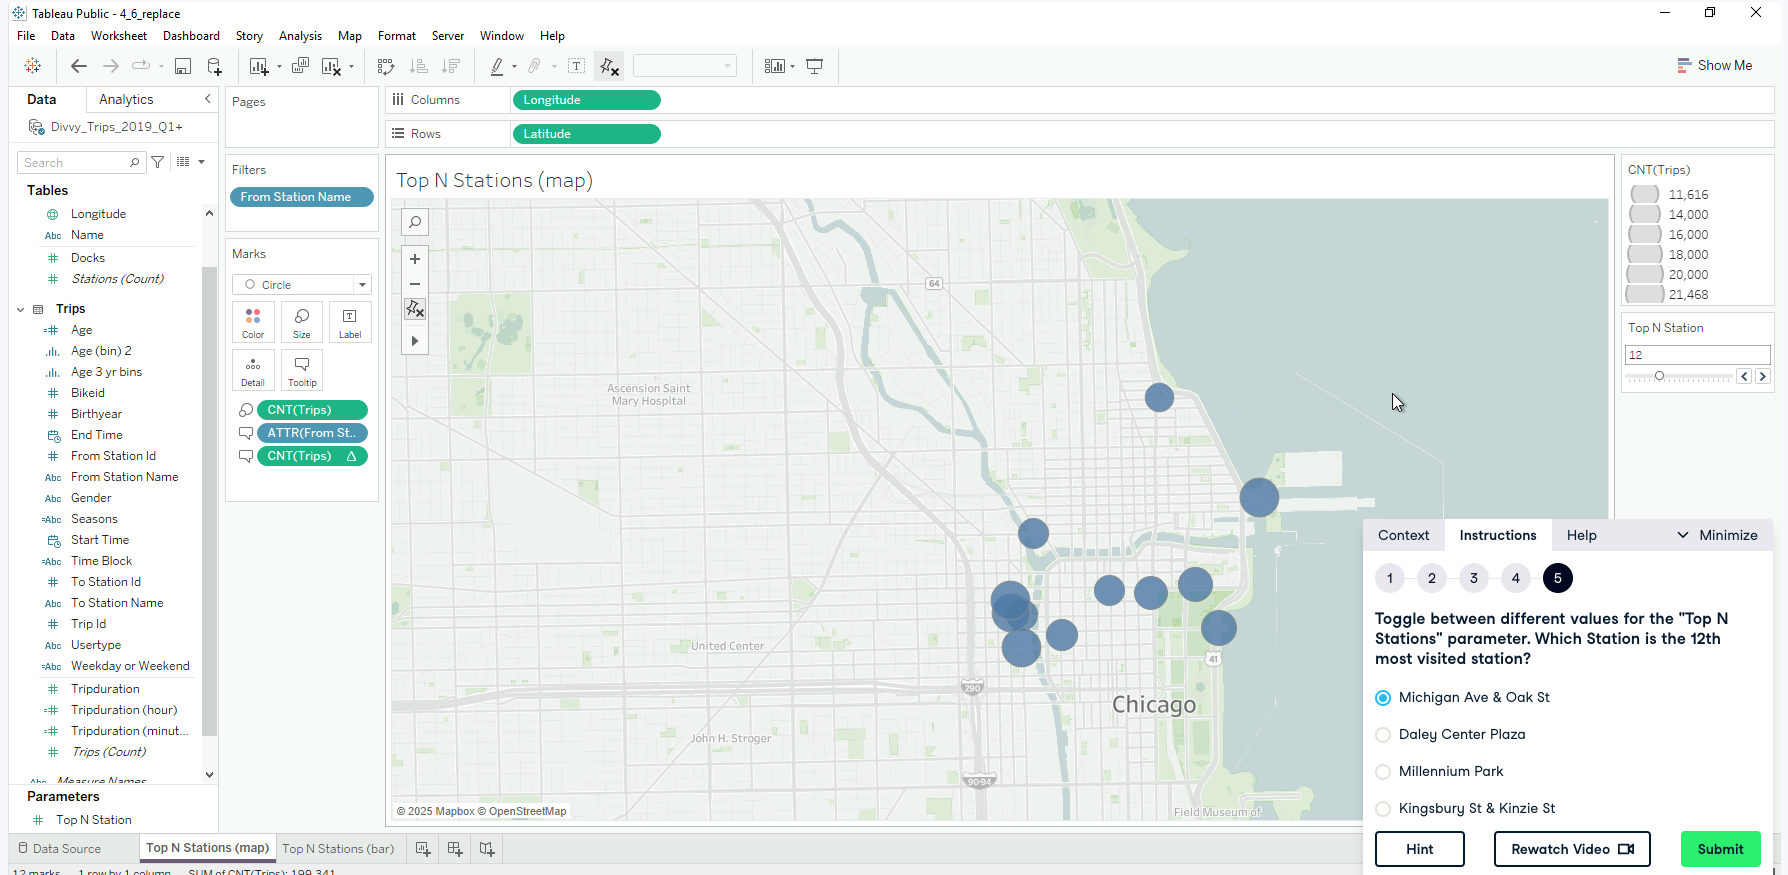 Tableau Public - 4_6_replace
File Data Worksheet Dashboard Story Analysis Map Format Server Window Help
Show Me
Data
Analytics
Divvy_Trips_2019_Q1+
Search
Tables
Longitude
Abc Name
Docks
Stations (Count)
Trips
Age
Age (bin) 2
Age 3 yr bins
Bikeid
Birthyear
End Time
From Station Id
Abc From Station Name
Abc Gender
=Abc Seasons
Start Time
=Abc Time Block
To Station Id
Abc To Station Name
Trip Id
Abc Usertype
=Abc Weekday or Weekend
Tripduration
Tripduration (hour)
Tripduration (minut...
Trips (Count)
Abc Measure Names
Parameters
Top N Station
Pages
Filters
From Station Name
Marks
Circle
Color Size Label
Detail Tooltip
CNT(Trips)
ATTR(From St..
CNT(Trips) Δ
Columns Longitude
Rows Latitude
Top N Stations (map)
64
Ascension Saint
Mary Hospital
United Center
41
290
Chicago
John H. Stroger
90-94
Field Museum of
© 2025 Mapbox © OpenStreetMap
CNT(Trips)
11,616
14,000
16,000
18,000
20,000
21,468
Top N Station
12
Context Instructions Help Minimize
1 2 3 4 5
Toggle between different values for the "Top N
Stations" parameter. Which Station is the 12th
most visited station?
Michigan Ave & Oak St
Daley Center Plaza
Millennium Park
Kingsbury St & Kinzie St
Hint Rewatch Video Submit
Data Source Top N Stations (map) Top N Stations (bar)
12 marks 1 row by 1 column SUM of CNT(Trips): 199,341